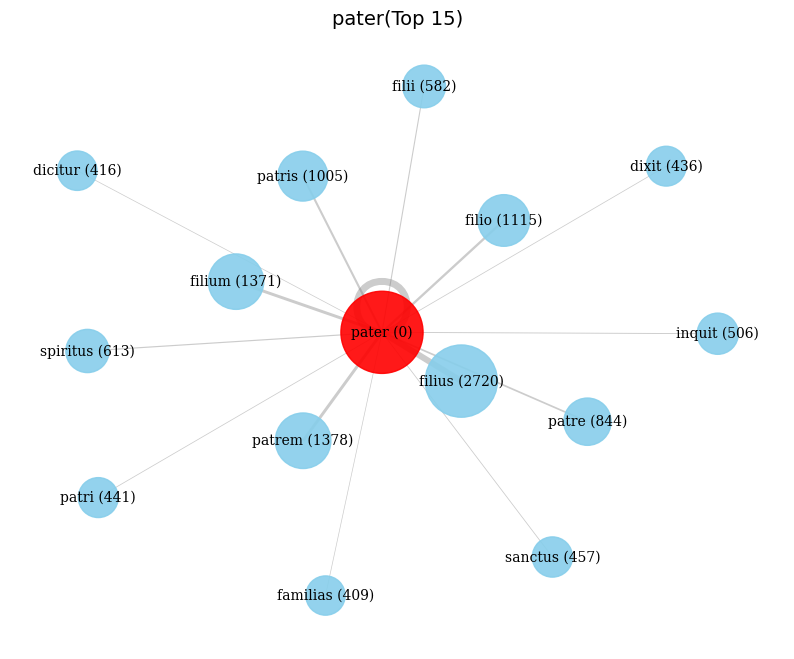 pater(Top 15)
filii (582)
dicitur (416)
dixit (436)
patris (1005)
filio (1115)
filium (1371)
pater (0)
inquit (506)
spiritus (613)
filius (2720)
patre (844)
patrem (1378)
patri (441)
sanctus (457)
familias (409)